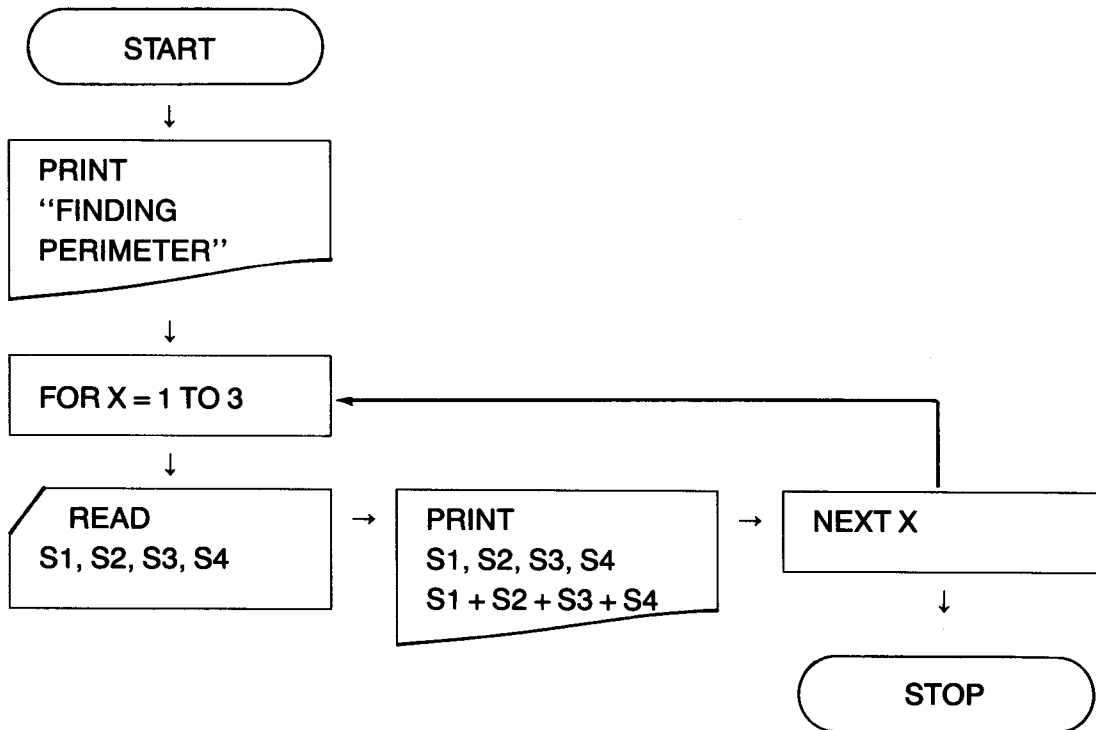 START
↓
PRINT
“FINDING
PERIMETER”
↓
FOR X = 1 TO 3
↓
READ
S1, S2, S3, S4
→
PRINT
S1, S2, S3, S4
S1 + S2 + S3 + S4
→
NEXT X
↓
STOP